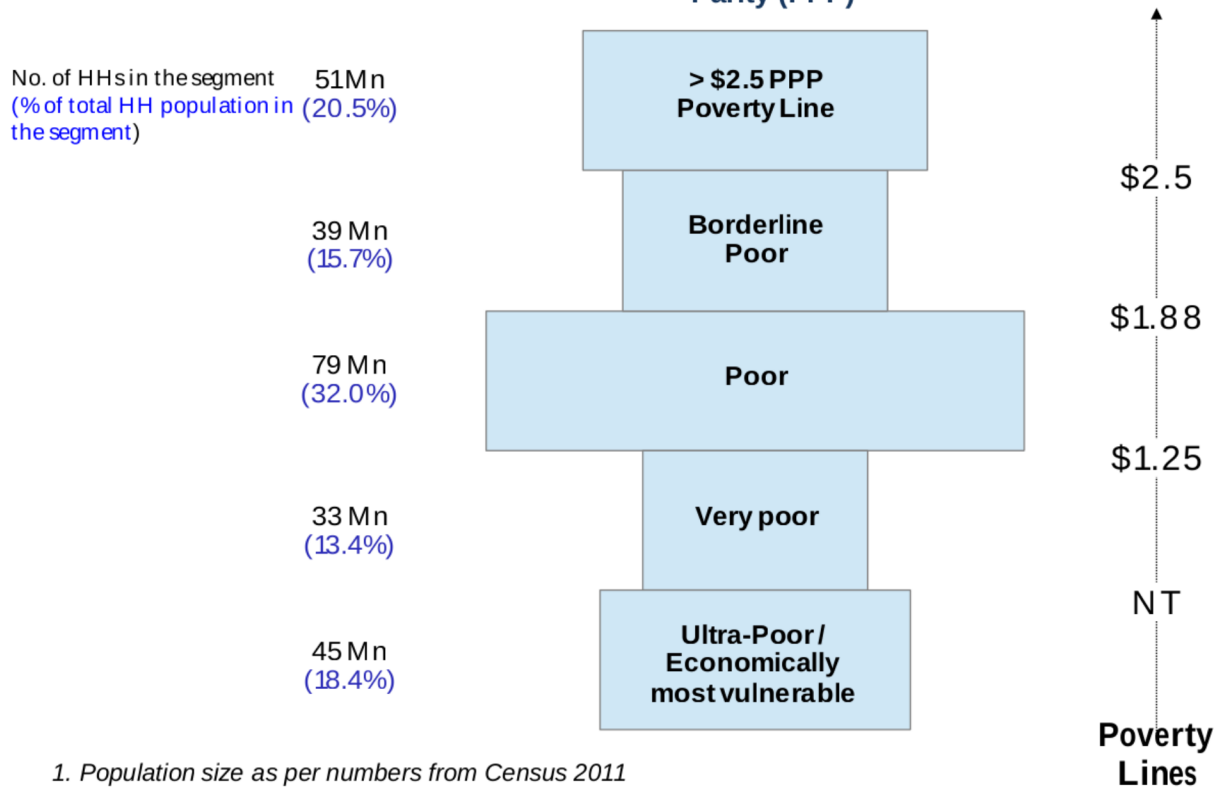 Parity (PPP)
No. of HHs in the segment
(% of total HH population in
the segment)
51Mn
(20.5%)
> $2.5 PPP
Poverty Line
$2.5
39 Mn
(15.7%)
Borderline
Poor
$1.88
79 Mn
(32.0%)
Poor
$1.25
33 Mn
(13.4%)
Very poor
NT
45 Mn
(18.4%)
Ultra-Poor /
Economically
most vulnerable
Poverty
Lines
1. Population size as per numbers from Census 2011